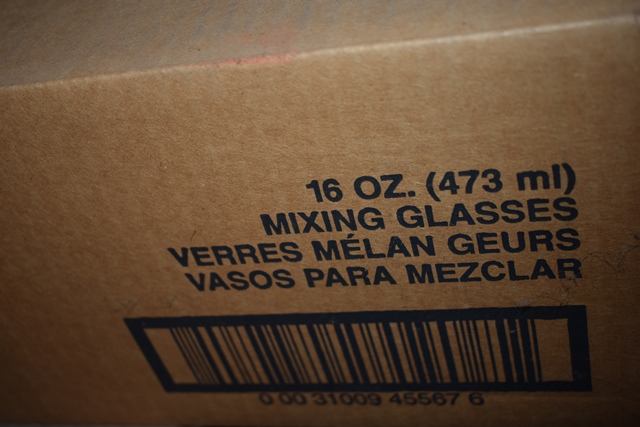 16 OZ. (473 ml)
MIXING GLASSES
VERRES MÉLAN GEURS
VASOS PARA MEZCLAR
0 00 31009 45567 6